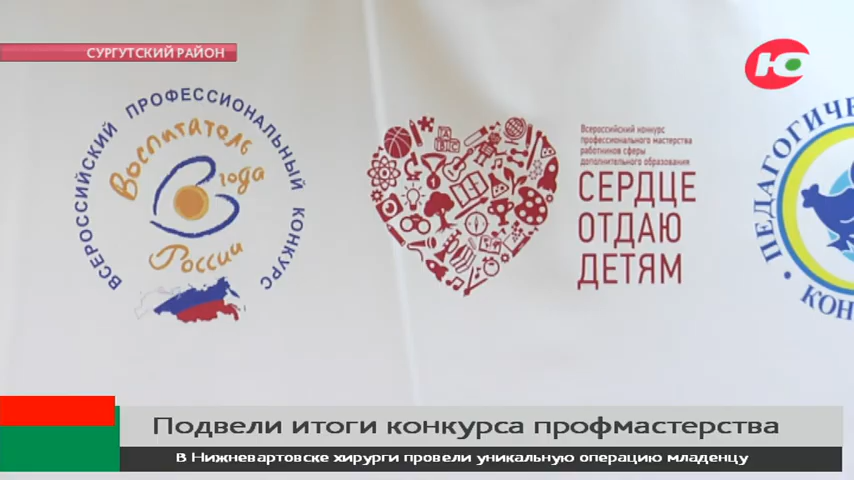 СУРГУТСКИЙ РАЙОН
Ю
ВСЕРОССИЙСКИЙ ПРОФЕССИОНАЛЬНЫЙ КОНКУРС
Воспитатель
года
России
Всероссийский конкурс
профессионального мастерства
работников сферы
дополнительного образования
СЕРДЦЕ
ОТДАЮ
ДЕТЯМ
ABC
ПЕДАГОГИЧЕ
КОН
Подвели итоги конкурса профмастерства
В Нижневартовске хирурги провели уникальную операцию младенцу